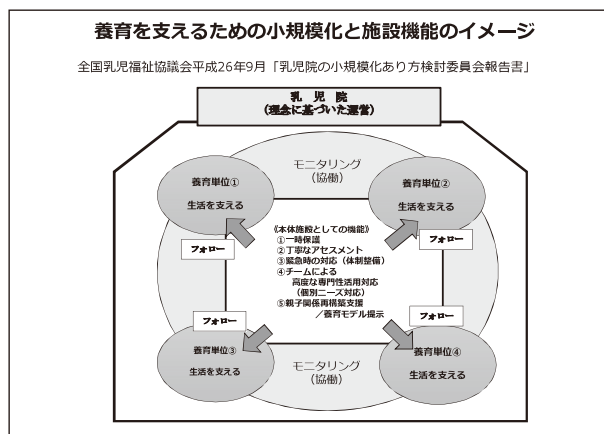 養育を支えるための小規模化と施設機能のイメージ
全国乳児福祉協議会平成26年9月「乳児院の小規模化あり方検討委員会報告書」
乳 児 院
(理念に基づいた運営)
モニタリング
(協働)
養育単位①
生活を支える
養育単位②
生活を支える
フォロー
フォロー
《本体施設としての機能》
①一時保護
②丁寧なアセスメント
③緊急時の対応(体制整備)
④チームによる
高度な専門性活用対応
(個別ニーズ対応)
⑤親子関係再構築支援
/養育モデル提示
フォロー
フォロー
養育単位③
生活を支える
モニタリング
(協働)
養育単位④
生活を支える